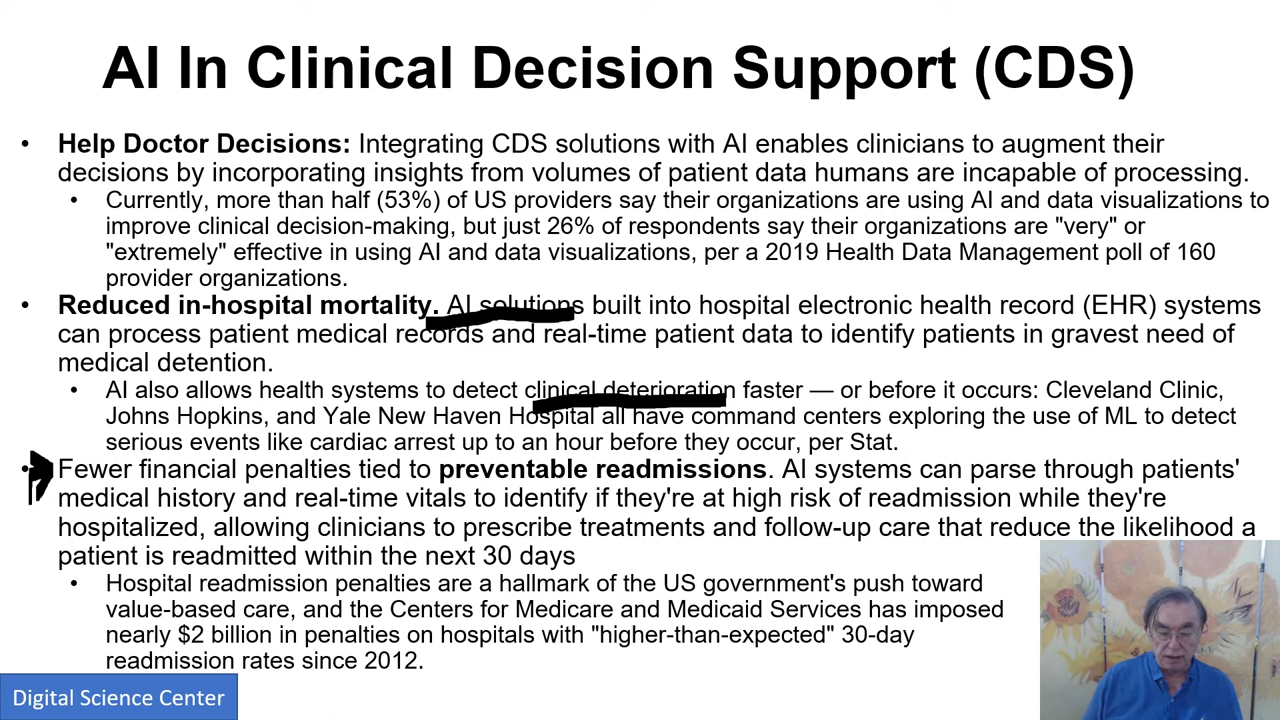 AI In Clinical Decision Support (CDS)
• Help Doctor Decisions: Integrating CDS solutions with AI enables clinicians to augment their
decisions by incorporating insights from volumes of patient data humans are incapable of processing.
• Currently, more than half (53%) of US providers say their organizations are using AI and data visualizations to
improve clinical decision-making, but just 26% of respondents say their organizations are "very" or
"extremely" effective in using AI and data visualizations, per a 2019 Health Data Management poll of 160
provider organizations.
• Reduced in-hospital mortality. AI solutions built into hospital electronic health record (EHR) systems
can process patient medical records and real-time patient data to identify patients in gravest need of
medical detention.
• AI also allows health systems to detect clinical deterioration faster — or before it occurs: Cleveland Clinic,
Johns Hopkins, and Yale New Haven Hospital all have command centers exploring the use of ML to detect
serious events like cardiac arrest up to an hour before they occur, per Stat.
• Fewer financial penalties tied to preventable readmissions. AI systems can parse through patients'
medical history and real-time vitals to identify if they're at high risk of readmission while they're
hospitalized, allowing clinicians to prescribe treatments and follow-up care that reduce the likelihood a
patient is readmitted within the next 30 days
• Hospital readmission penalties are a hallmark of the US government's push toward
value-based care, and the Centers for Medicare and Medicaid Services has imposed
nearly $2 billion in penalties on hospitals with "higher-than-expected" 30-day
readmission rates since 2012.
Digital Science Center